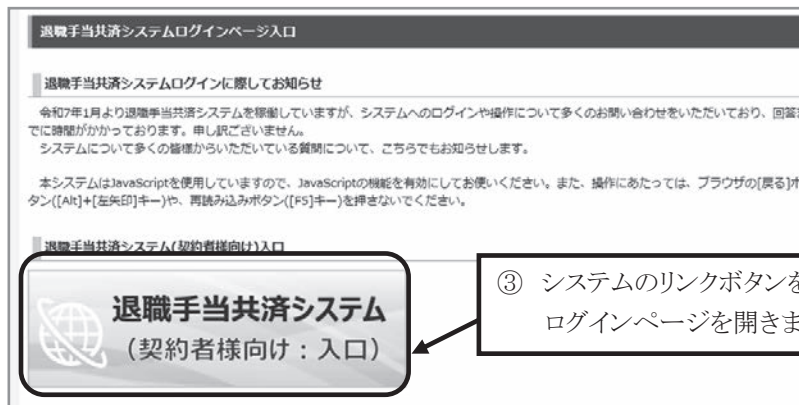 退職手当共済システムログインページ入口
退職手当共済システムログインに際してお知らせ
令和7年1月より退職手当共済システムを稼働していますが、システムへのログインや操作について多くのお問い合わせをいただいており、回答ま
でに時間がかかっております。申し訳ございません。
システムについて多くの皆様からいただいている質問について、こちらでもお知らせします。
本システムはJavaScriptを使用していますので、JavaScriptの機能を有効にしてお使いください。また、操作にあたっては、ブラウザの[戻る]ボ
タン([Alt]+[左矢印]キー)や、再読み込みボタン([F5]キー)を押さないでください。
退職手当共済システム(契約者様向け)入口
退職手当共済システム
（契約者様向け：入口）
③ システムのリンクボタンを
ログインページを開きま